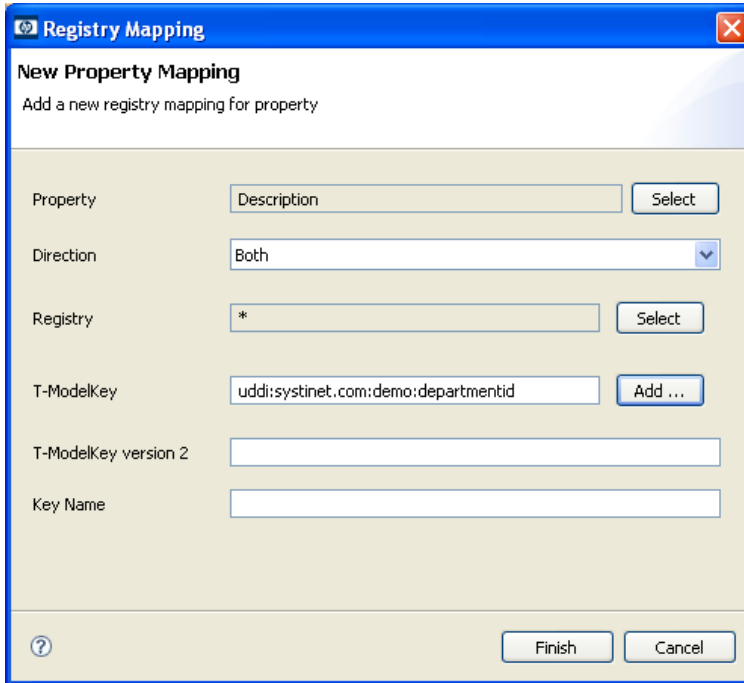 Registry Mapping
New Property Mapping
Add a new registry mapping for property
Property Description Select
Direction Both
Registry * Select
T-ModelKey uddi:systinet.com:demo:departmentid Add ...
T-ModelKey version 2
Key Name
? Finish Cancel